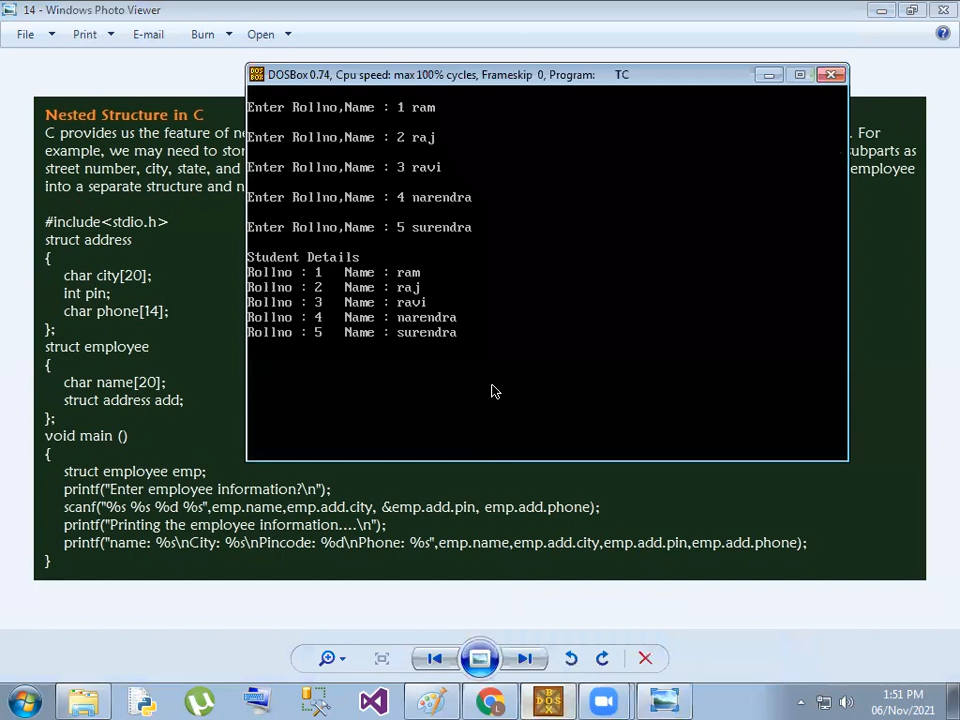 14 - Windows Photo Viewer
File Print E-mail Burn Open
DOSBox 0.74, Cpu speed: max 100% cycles, Frameskip 0, Program: TC
Enter Rollno,Name : 1 ram
Enter Rollno,Name : 2 raj
Enter Rollno,Name : 3 ravi
Enter Rollno,Name : 4 narendra
Enter Rollno,Name : 5 surendra
Student Details
Rollno : 1 Name : ram
Rollno : 2 Name : raj
Rollno : 3 Name : ravi
Rollno : 4 Name : narendra
Rollno : 5 Name : surendra
Nested Structure in C
C provides us the feature of For
example, we may need to subparts as
street number, city, state, and employee
into a separate structure and
#include<stdio.h>
struct address
{
char city[20];
int pin;
char phone[14];
};
struct employee
{
char name[20];
struct address add;
};
void main ()
{
struct employee emp;
printf("Enter employee information?\n");
scanf("%s %s %d %s",emp.name,emp.add.city, &emp.add.pin, emp.add.phone);
printf("Printing the employee information....\n");
printf("name: %s\nCity: %s\nPincode: %d\nPhone: %s",emp.name,emp.add.city,emp.add.pin,emp.add.phone);
}
1:51 PM
06/Nov/2021